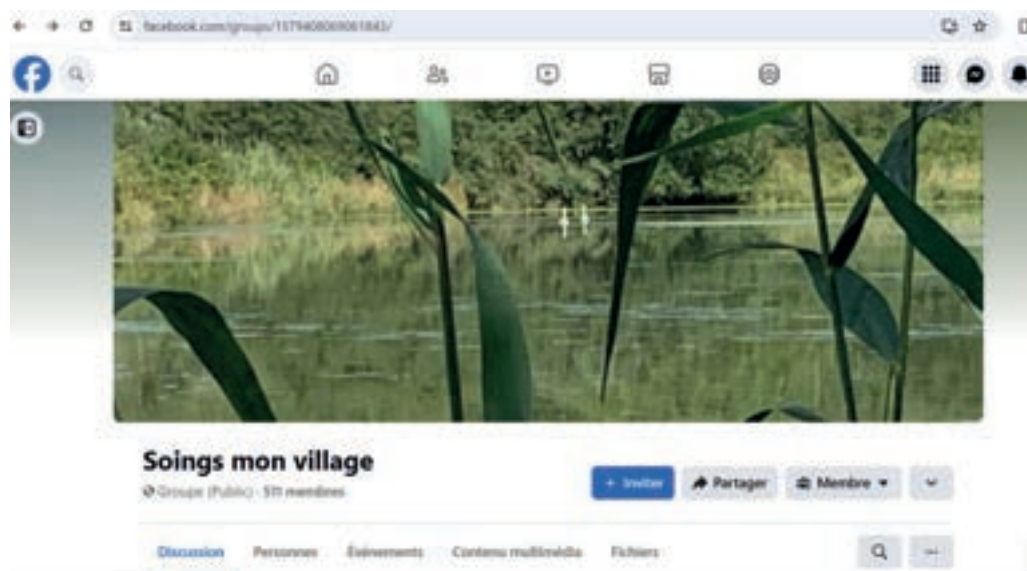 facebook.com/groups/1579408069061843/
Soings mon village
Groupe (Public) · 511 membres
+ Inviter
Partager
Membre
Discussion
Personnes
Événements
Contenu multimédia
Fichiers